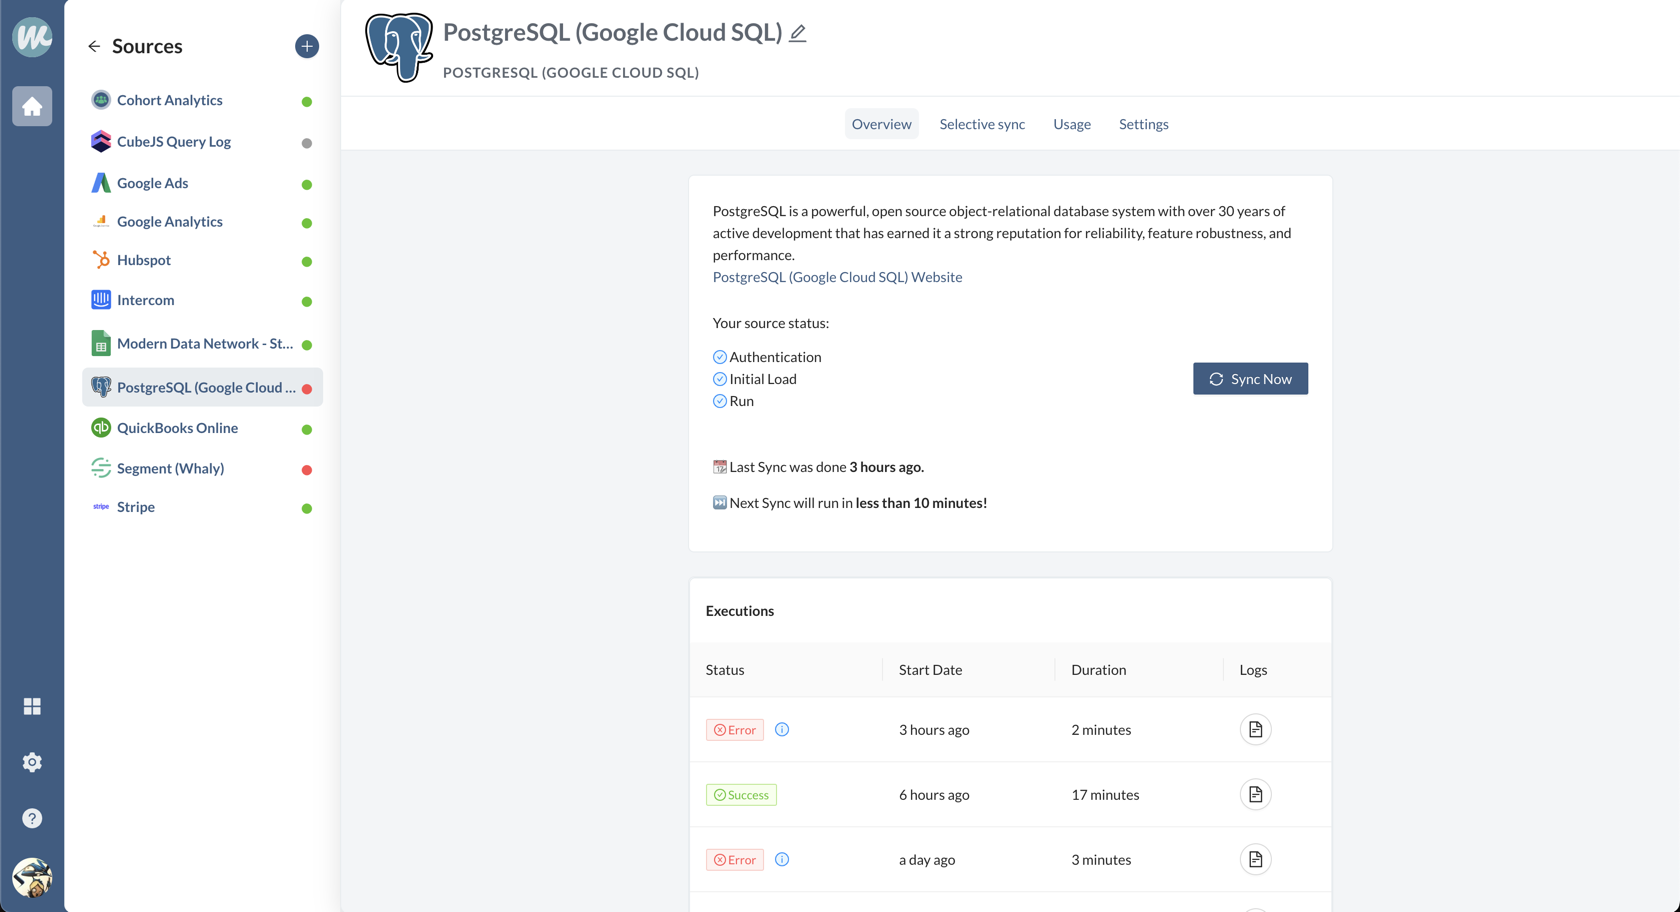 Sources
Cohort Analytics
CubeJS Query Log
Google Ads
Google Analytics
Hubspot
Intercom
Modern Data Network - St...
PostgreSQL (Google Cloud ...
QuickBooks Online
Segment (Whaly)
stripe Stripe
PostgreSQL (Google Cloud SQL)
POSTGRESQL (GOOGLE CLOUD SQL)
Overview Selective sync Usage Settings
PostgreSQL is a powerful, open source object-relational database system with over 30 years of
active development that has earned it a strong reputation for reliability, feature robustness, and
performance.
PostgreSQL (Google Cloud SQL) Website
Your source status:
Authentication
Initial Load
Run
Sync Now
Last Sync was done 3 hours ago.
Next Sync will run in less than 10 minutes!
Executions
Status Start Date Duration Logs
Error 3 hours ago 2 minutes
Success 6 hours ago 17 minutes
Error a day ago 3 minutes